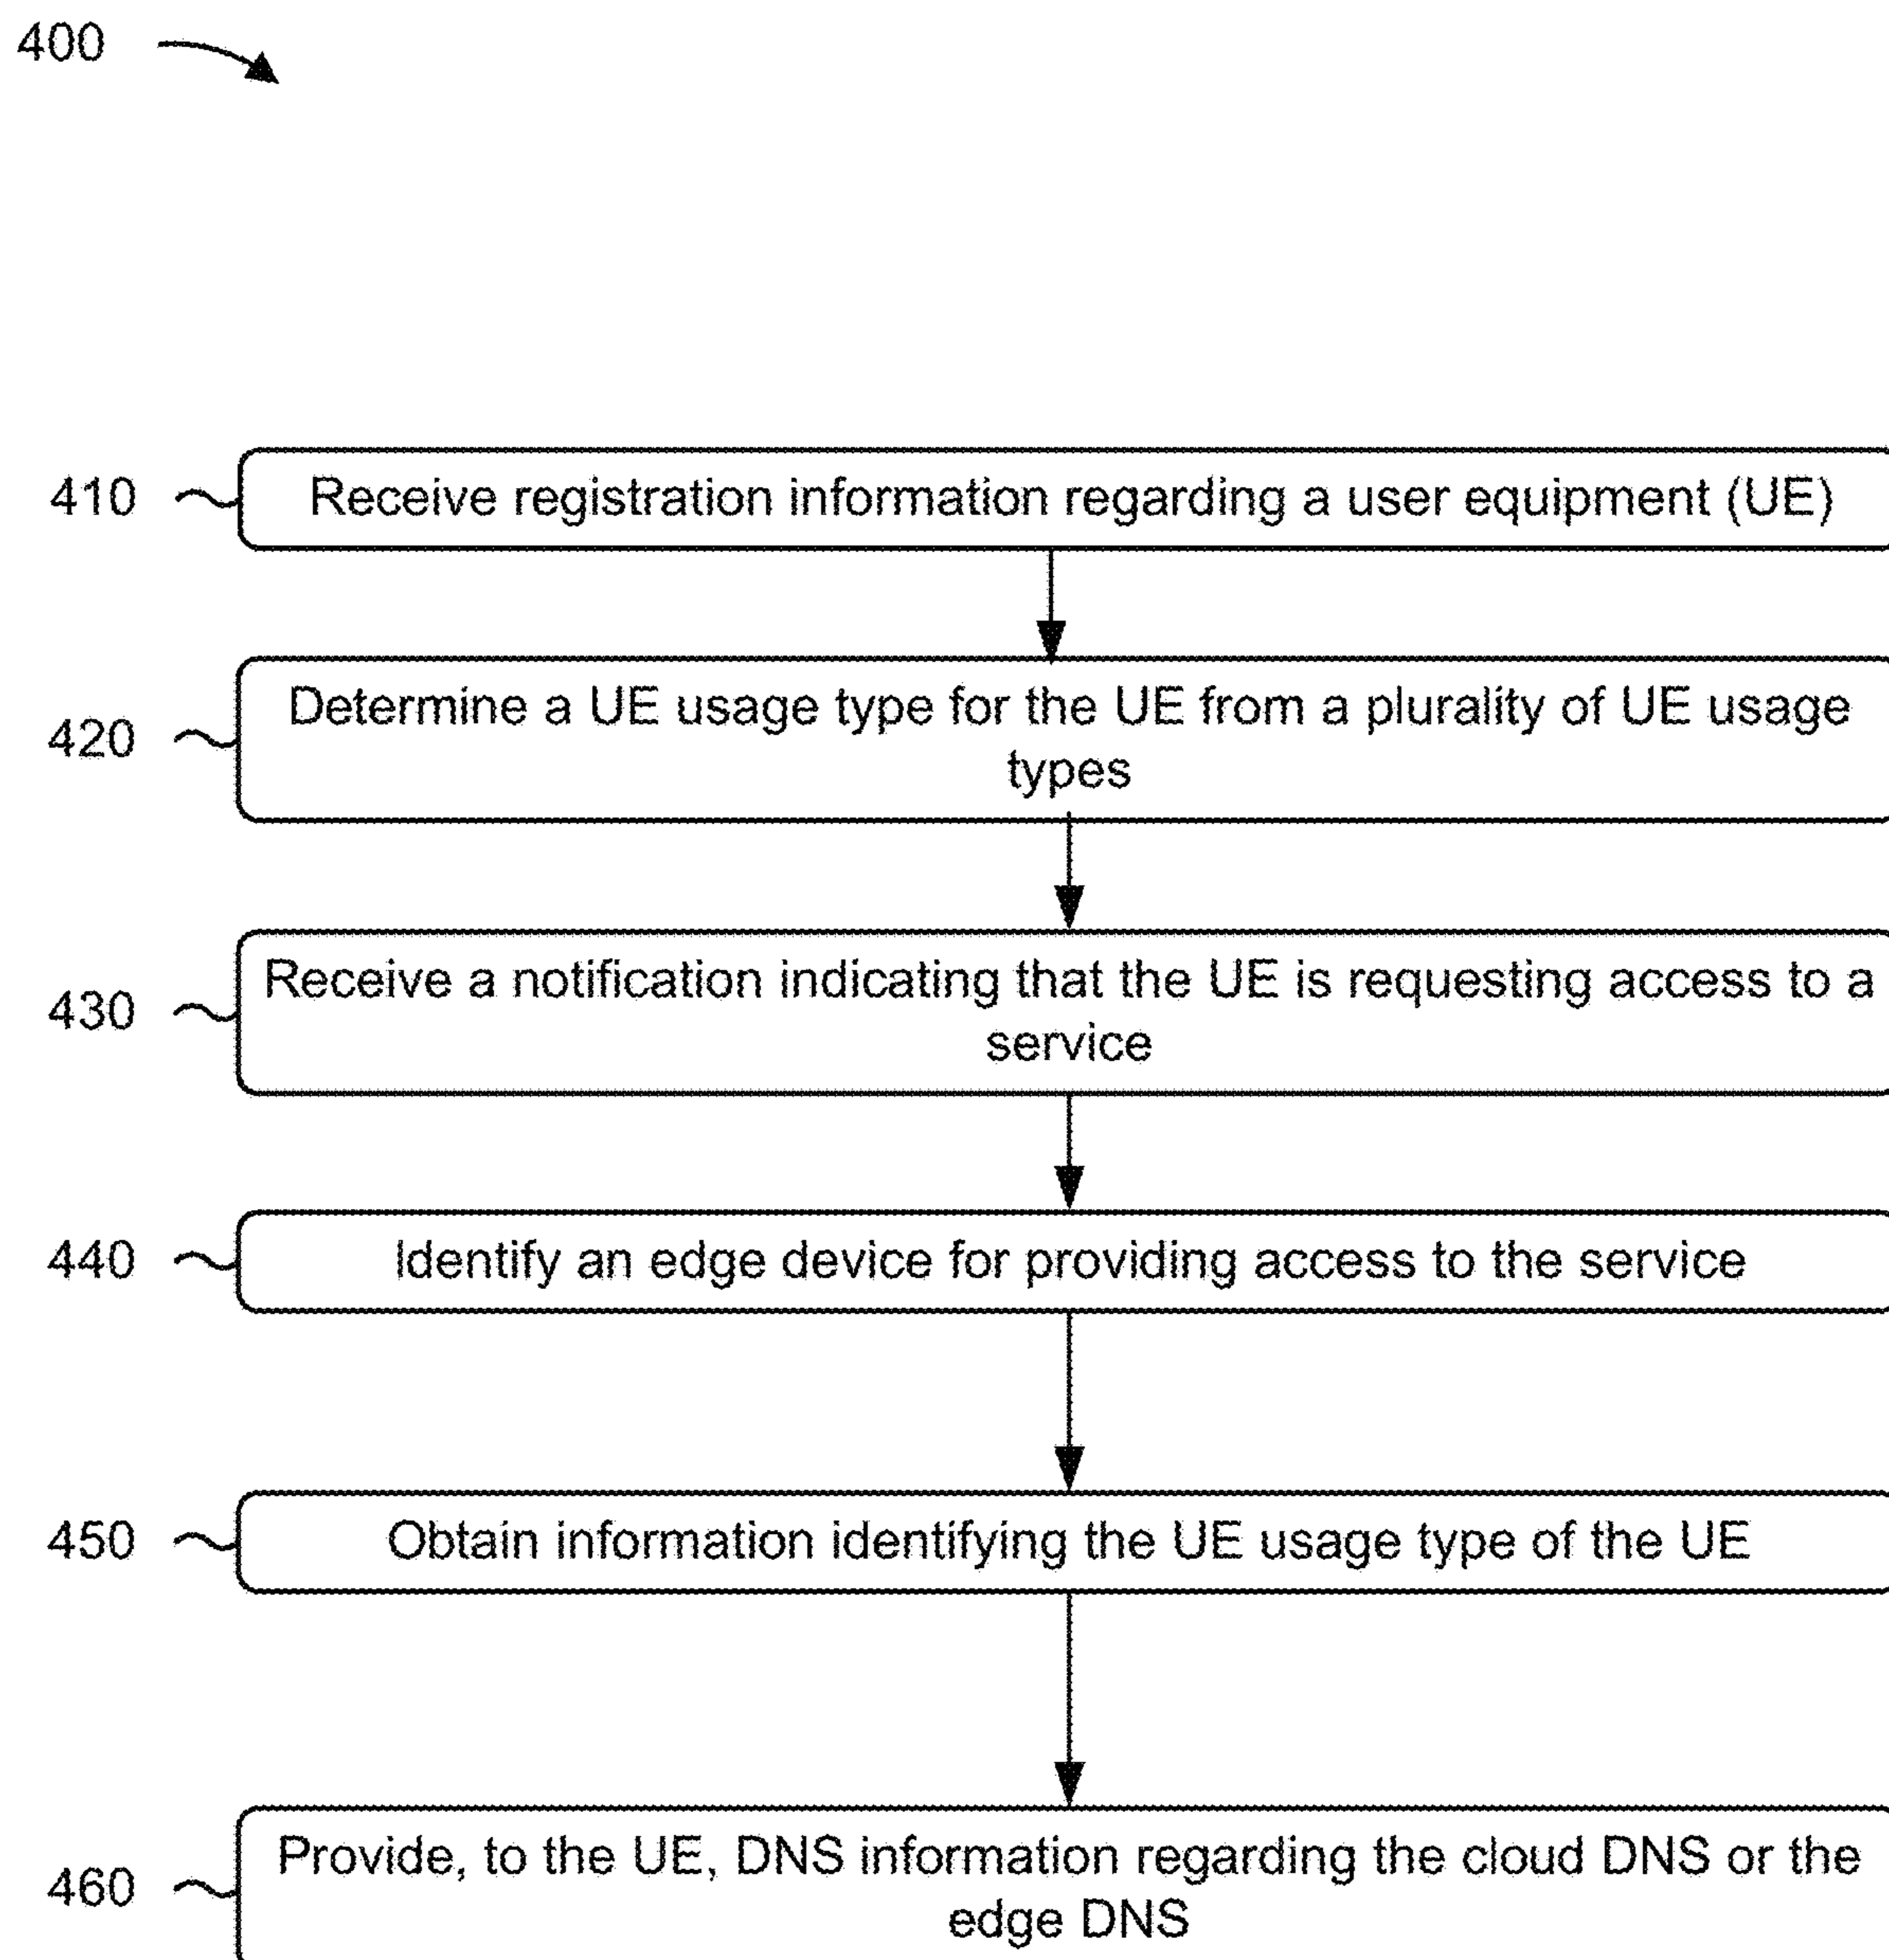 400
410 Receive registration information regarding a user equipment (UE)
420 Determine a UE usage type for the UE from a plurality of UE usage
types
430 Receive a notification indicating that the UE is requesting access to a
service
440 Identify an edge device for providing access to the service
450 Obtain information identifying the UE usage type of the UE
460 Provide, to the UE, DNS information regarding the cloud DNS or the
edge DNS